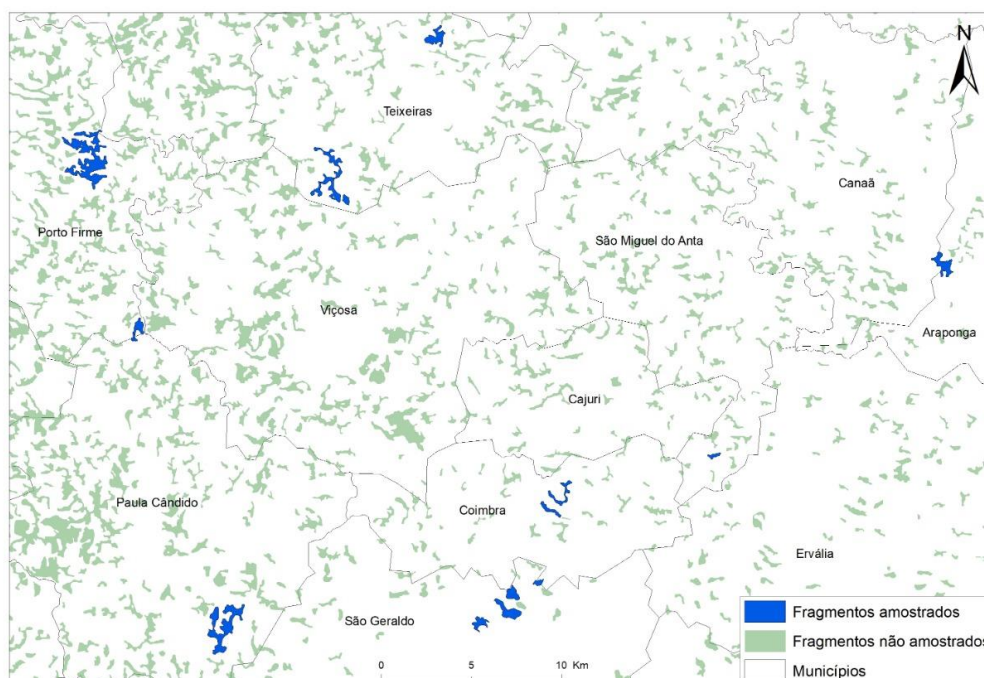 N
Teixeiras
Canaã
Porto Firme
São Miguel do Anta
Viçosa
Araponga
Cajuri
Paula Cândido
Coimbra
Ervália
São Geraldo
0 5 10 Km
Fragmentos amostrados
Fragmentos não amostrados
Municípios